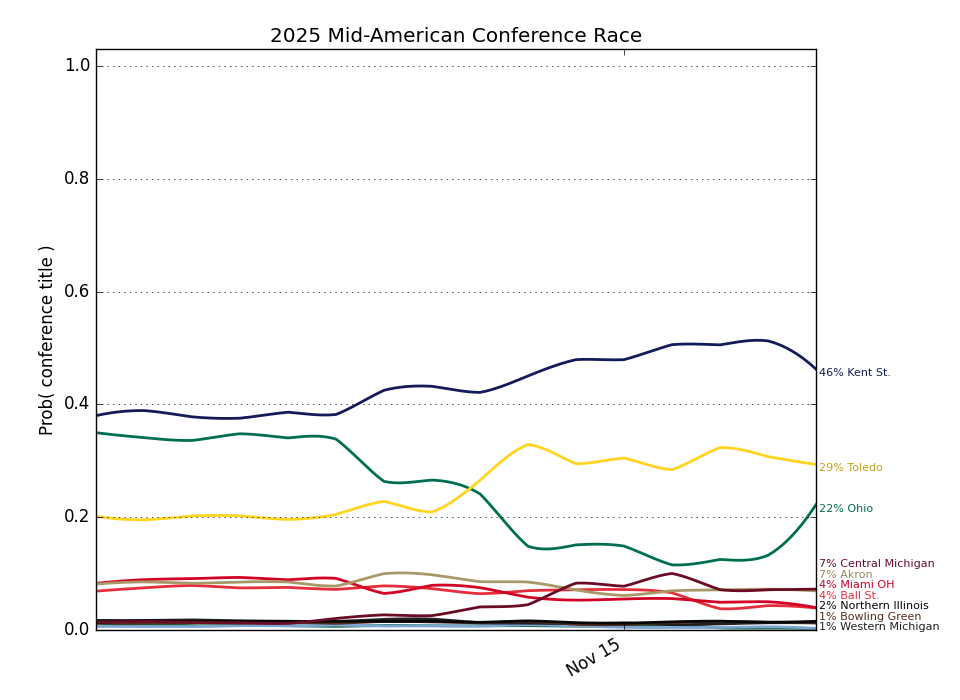 2025 Mid-American Conference Race
Prob( conference title )
1.0
0.8
0.6
0.4
0.2
0.0
Nov 15
46% Kent St.
29% Toledo
22% Ohio
7% Central Michigan
7% Akron
4% Miami OH
4% Ball St.
2% Northern Illinois
1% Bowling Green
1% Western Michigan